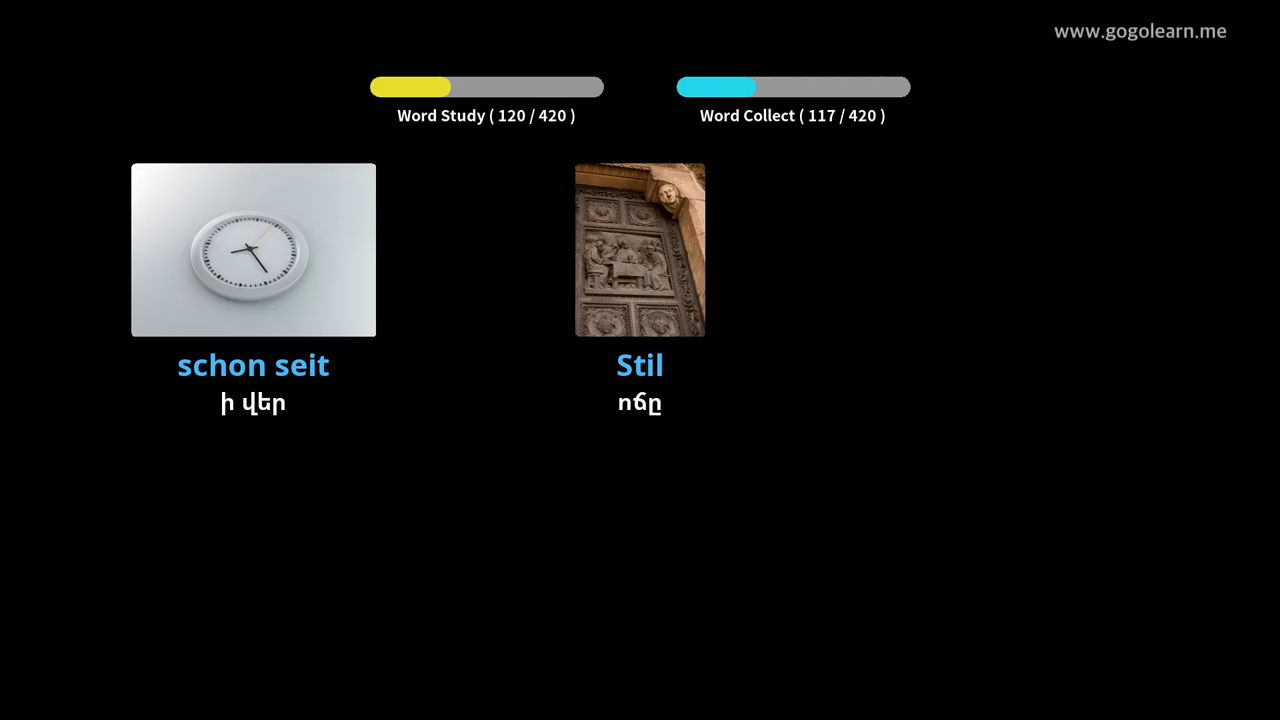 www.gogolearn.me
Word Study ( 120 / 420 )
Word Collect ( 117 / 420 )
schon seit
ի վեր
Stil
ոճը